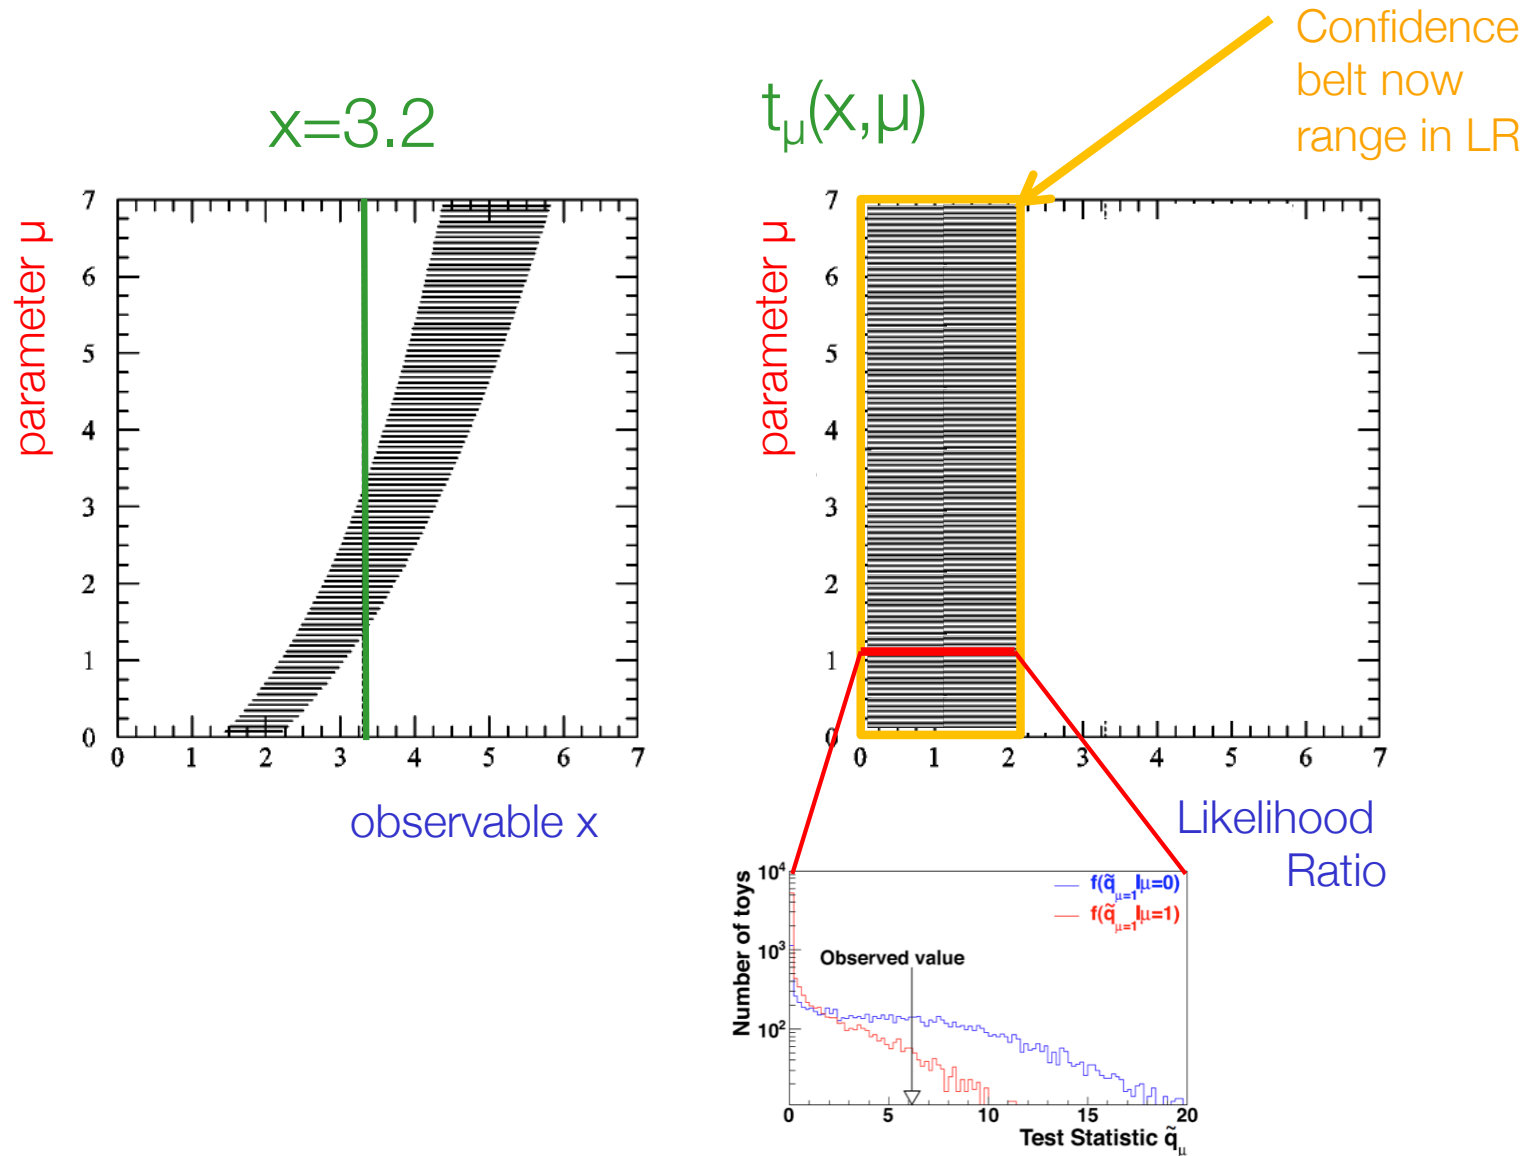 Confidence
belt now
range in LR
x=3.2
tμ(x,μ)
parameter μ
7
6
5
4
3
2
1
0
0 1 2 3 4 5 6 7
observable x
parameter μ
7
6
5
4
3
2
1
0
0 1 2 3 4 5 6 7
Likelihood
Ratio
Number of toys
10⁴
10³
10²
f(q̃μ=1|μ=0)
f(q̃μ=1|μ=1)
Observed value
0 5 10 15 20
Test Statistic q̃μ